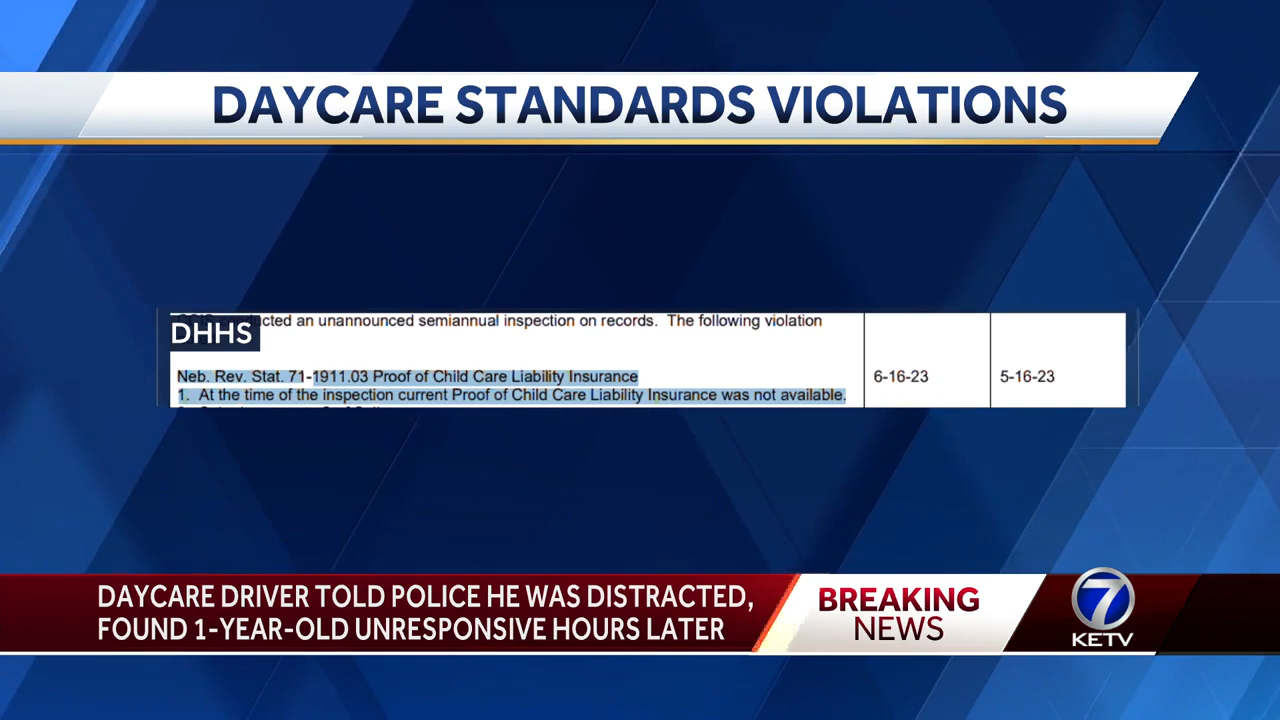 DAYCARE STANDARDS VIOLATIONS
DHHS
cted an unannounced semiannual inspection on records. The following violation
Neb. Rev. Stat. 71-1911.03 Proof of Child Care Liability Insurance
6-16-23
5-16-23
1. At the time of the inspection current Proof of Child Care Liability Insurance was not available.
DAYCARE DRIVER TOLD POLICE HE WAS DISTRACTED,
FOUND 1-YEAR-OLD UNRESPONSIVE HOURS LATER
BREAKING
NEWS
7
KETV